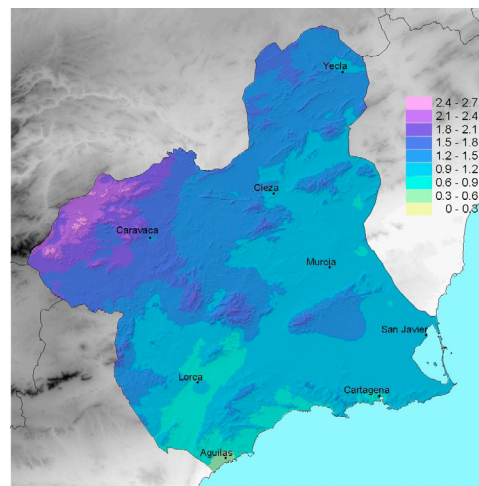 Yecla
2.4 - 2.7
2.1 - 2.4
1.8 - 2.1
1.5 - 1.8
1.2 - 1.5
0.9 - 1.2
0.6 - 0.9
0.3 - 0.6
0 - 0.3
Cieza
Caravaca
Murcia
San Javier
Lorca
Cartagena
Aguilas